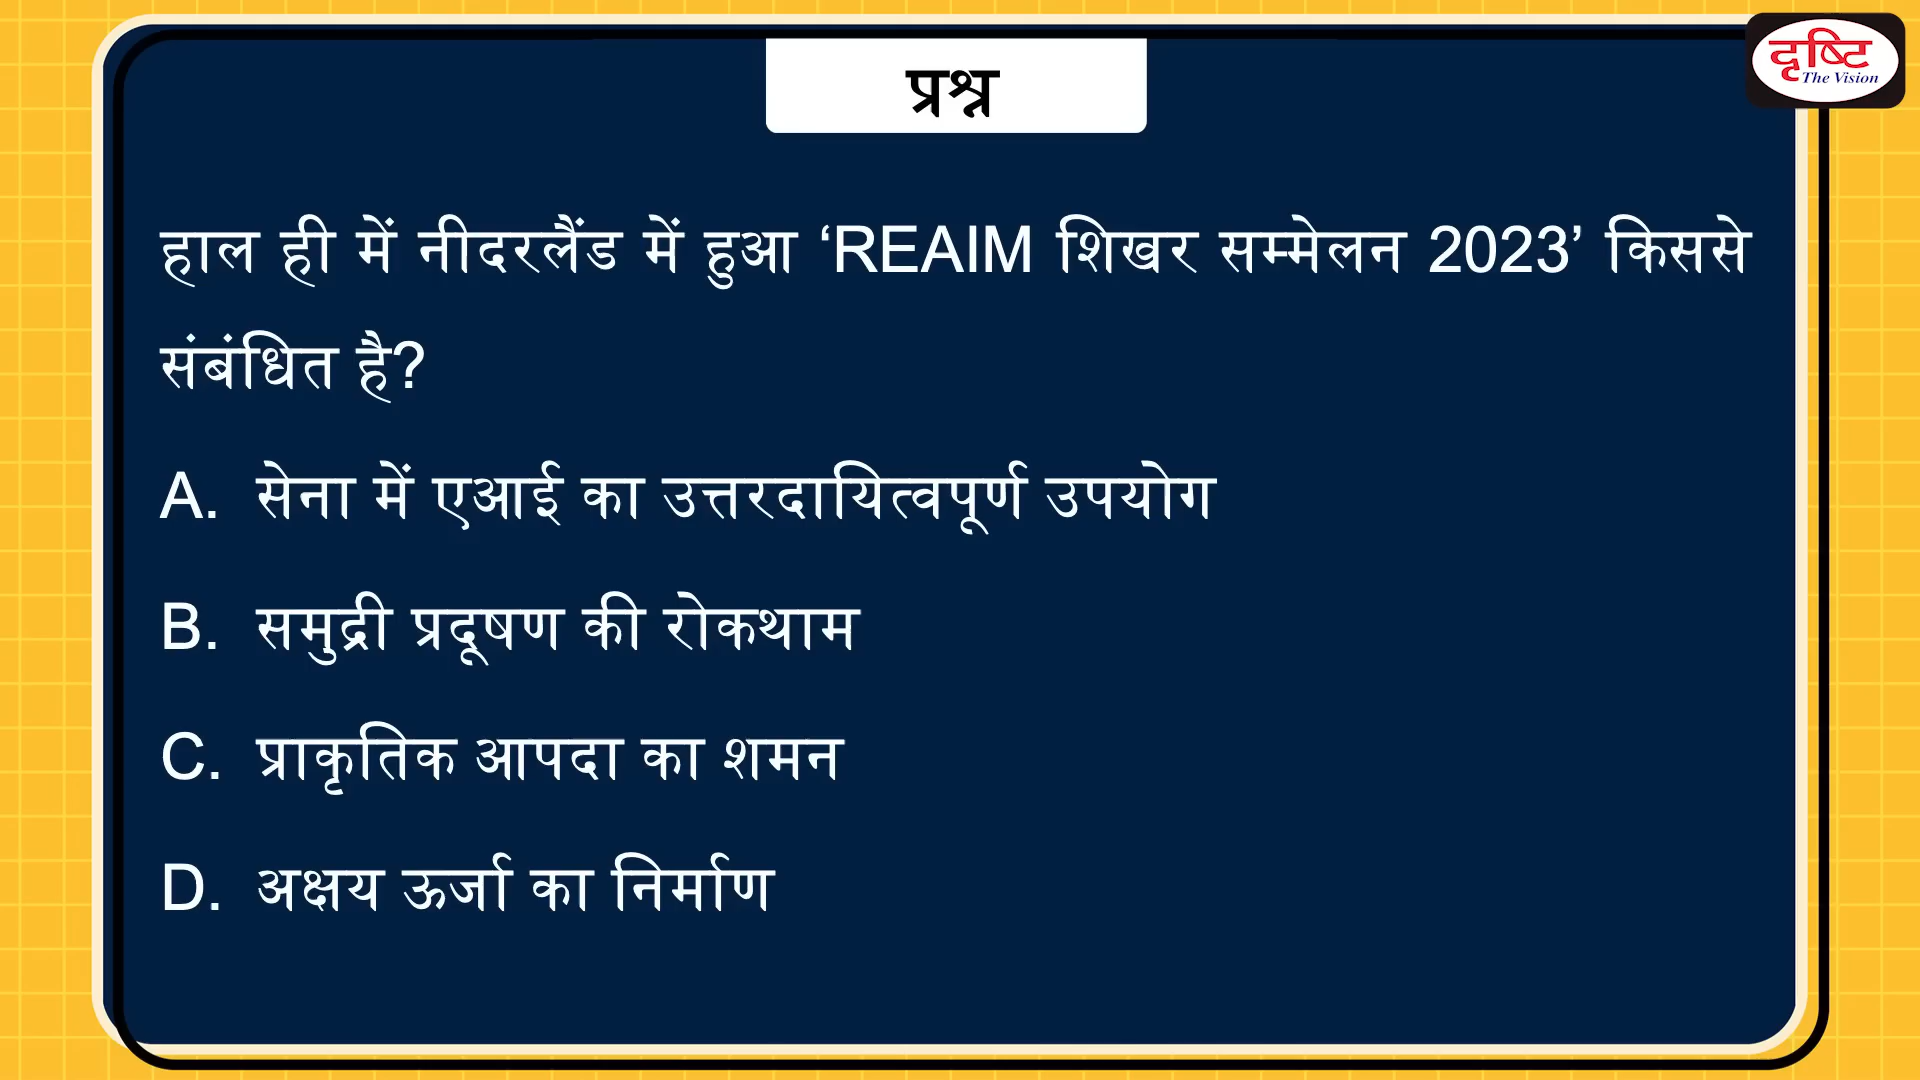 दृष्टि
The Vision
प्रश्न
हाल ही में नीदरलैंड में हुआ ‘REAIM शिखर सम्मेलन 2023’ किससे
संबंधित है?
A. सेना में एआई का उत्तरदायित्वपूर्ण उपयोग
B. समुद्री प्रदूषण की रोकथाम
C. प्राकृतिक आपदा का शमन
D. अक्षय ऊर्जा का निर्माण